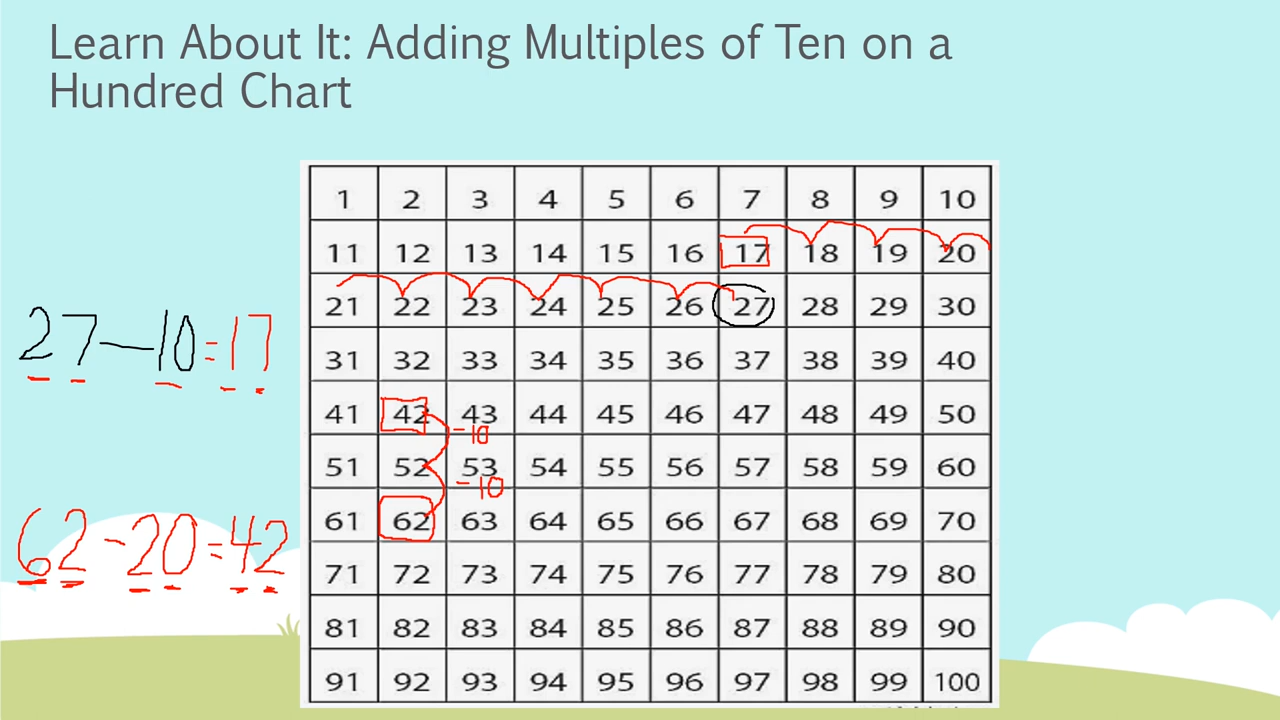 Learn About It: Adding Multiples of Ten on a
Hundred Chart
1 2 3 4 5 6 7 8 9 10
11 12 13 14 15 16 17 18 19 20
21 22 23 24 25 26 27 28 29 30
27-10=17
31 32 33 34 35 36 37 38 39 40
41 42 43 44 45 46 47 48 49 50
-10
51 52 53 54 55 56 57 58 59 60
-10
61 62 63 64 65 66 67 68 69 70
62-20=42
71 72 73 74 75 76 77 78 79 80
81 82 83 84 85 86 87 88 89 90
91 92 93 94 95 96 97 98 99 100